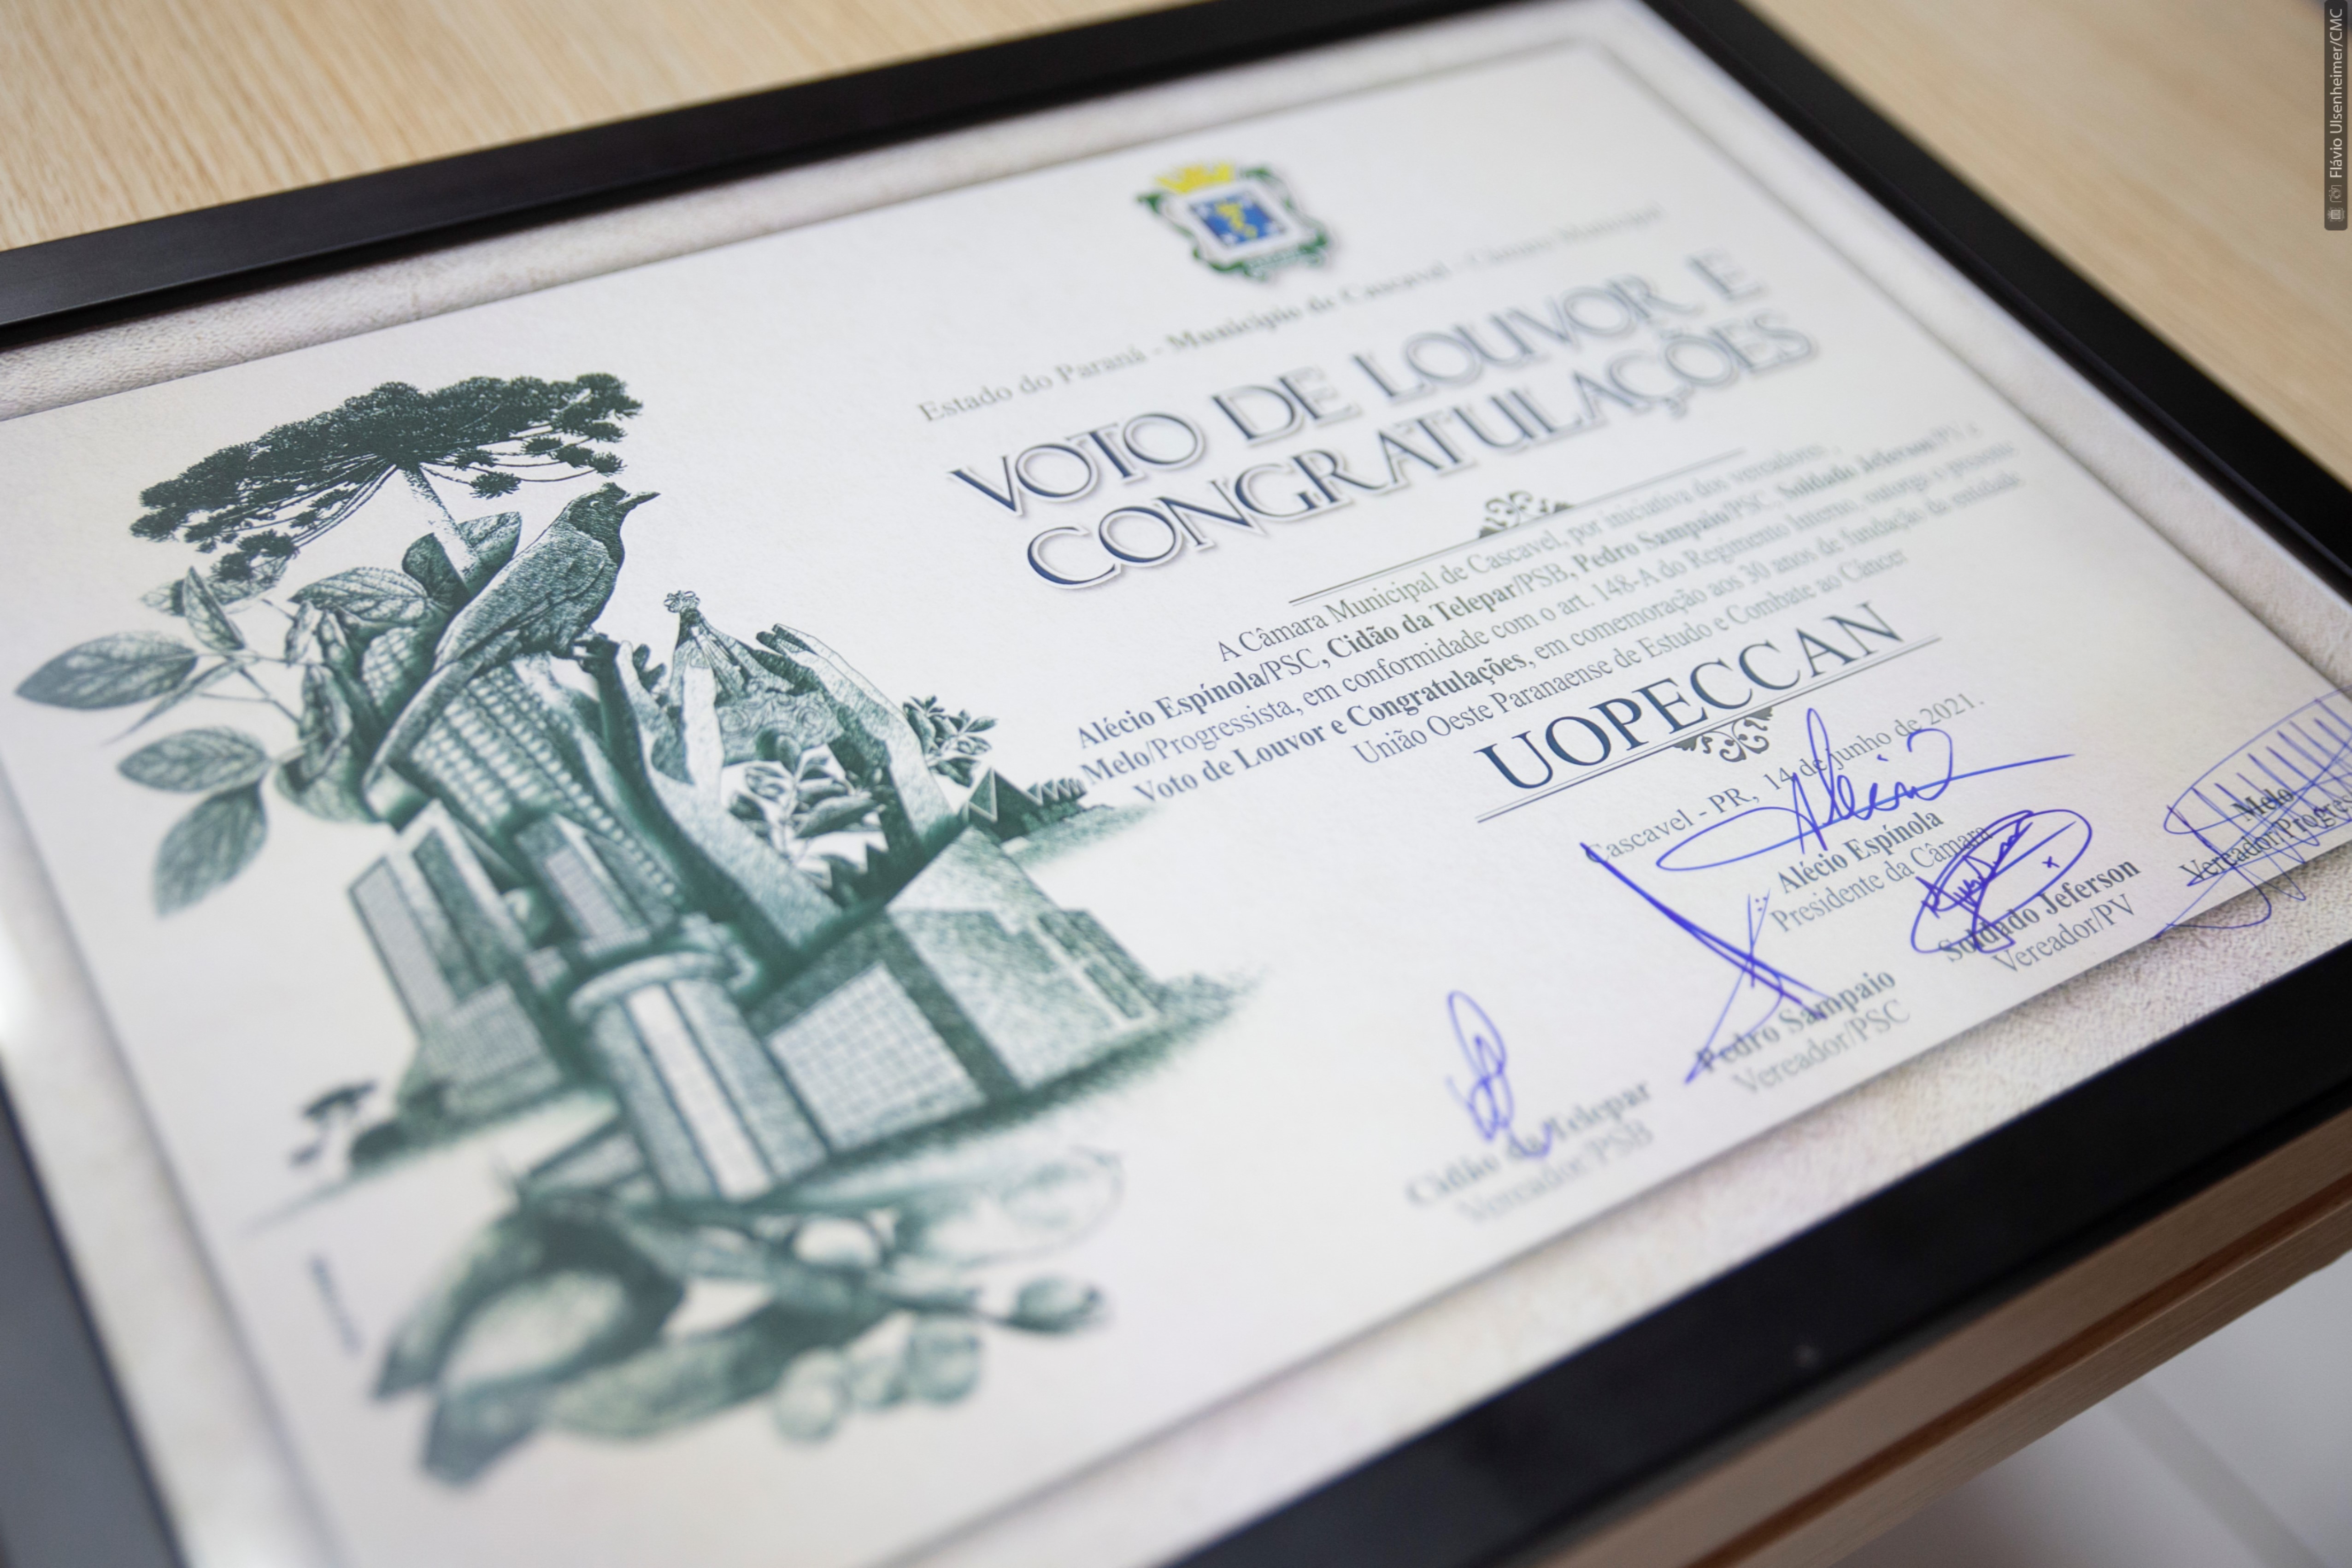 Estado do Paraná - Município de Cascavel - Câmara Municipal
VOTO DE LOUVOR E
CONGRATULAÇÕES
A Câmara Municipal de Cascavel, por iniciativa dos vereadores,
Alécio Espínola/PSC, Cidão da Telepar/PSB, Pedro Sampaio/PSC, Soldado Jeferson/PV e
Melo/Progressista, em conformidade com o art. 148-A do Regimento Interno, outorga o presente
Voto de Louvor e Congratulações, em comemoração aos 30 anos de fundação da entidade
União Oeste Paranaense de Estudo e Combate ao Câncer
UOPECCAN
Cascavel - PR, 14 de junho de 2021.
Alécio Espínola
Presidente da Câmara
Melo
Soldado Jeferson
Vereador/PV
Pedro Sampaio
Vereador/PSC
Cidão da Telepar
Vereador/PSB
Flávio Ulsenheimer/CMC